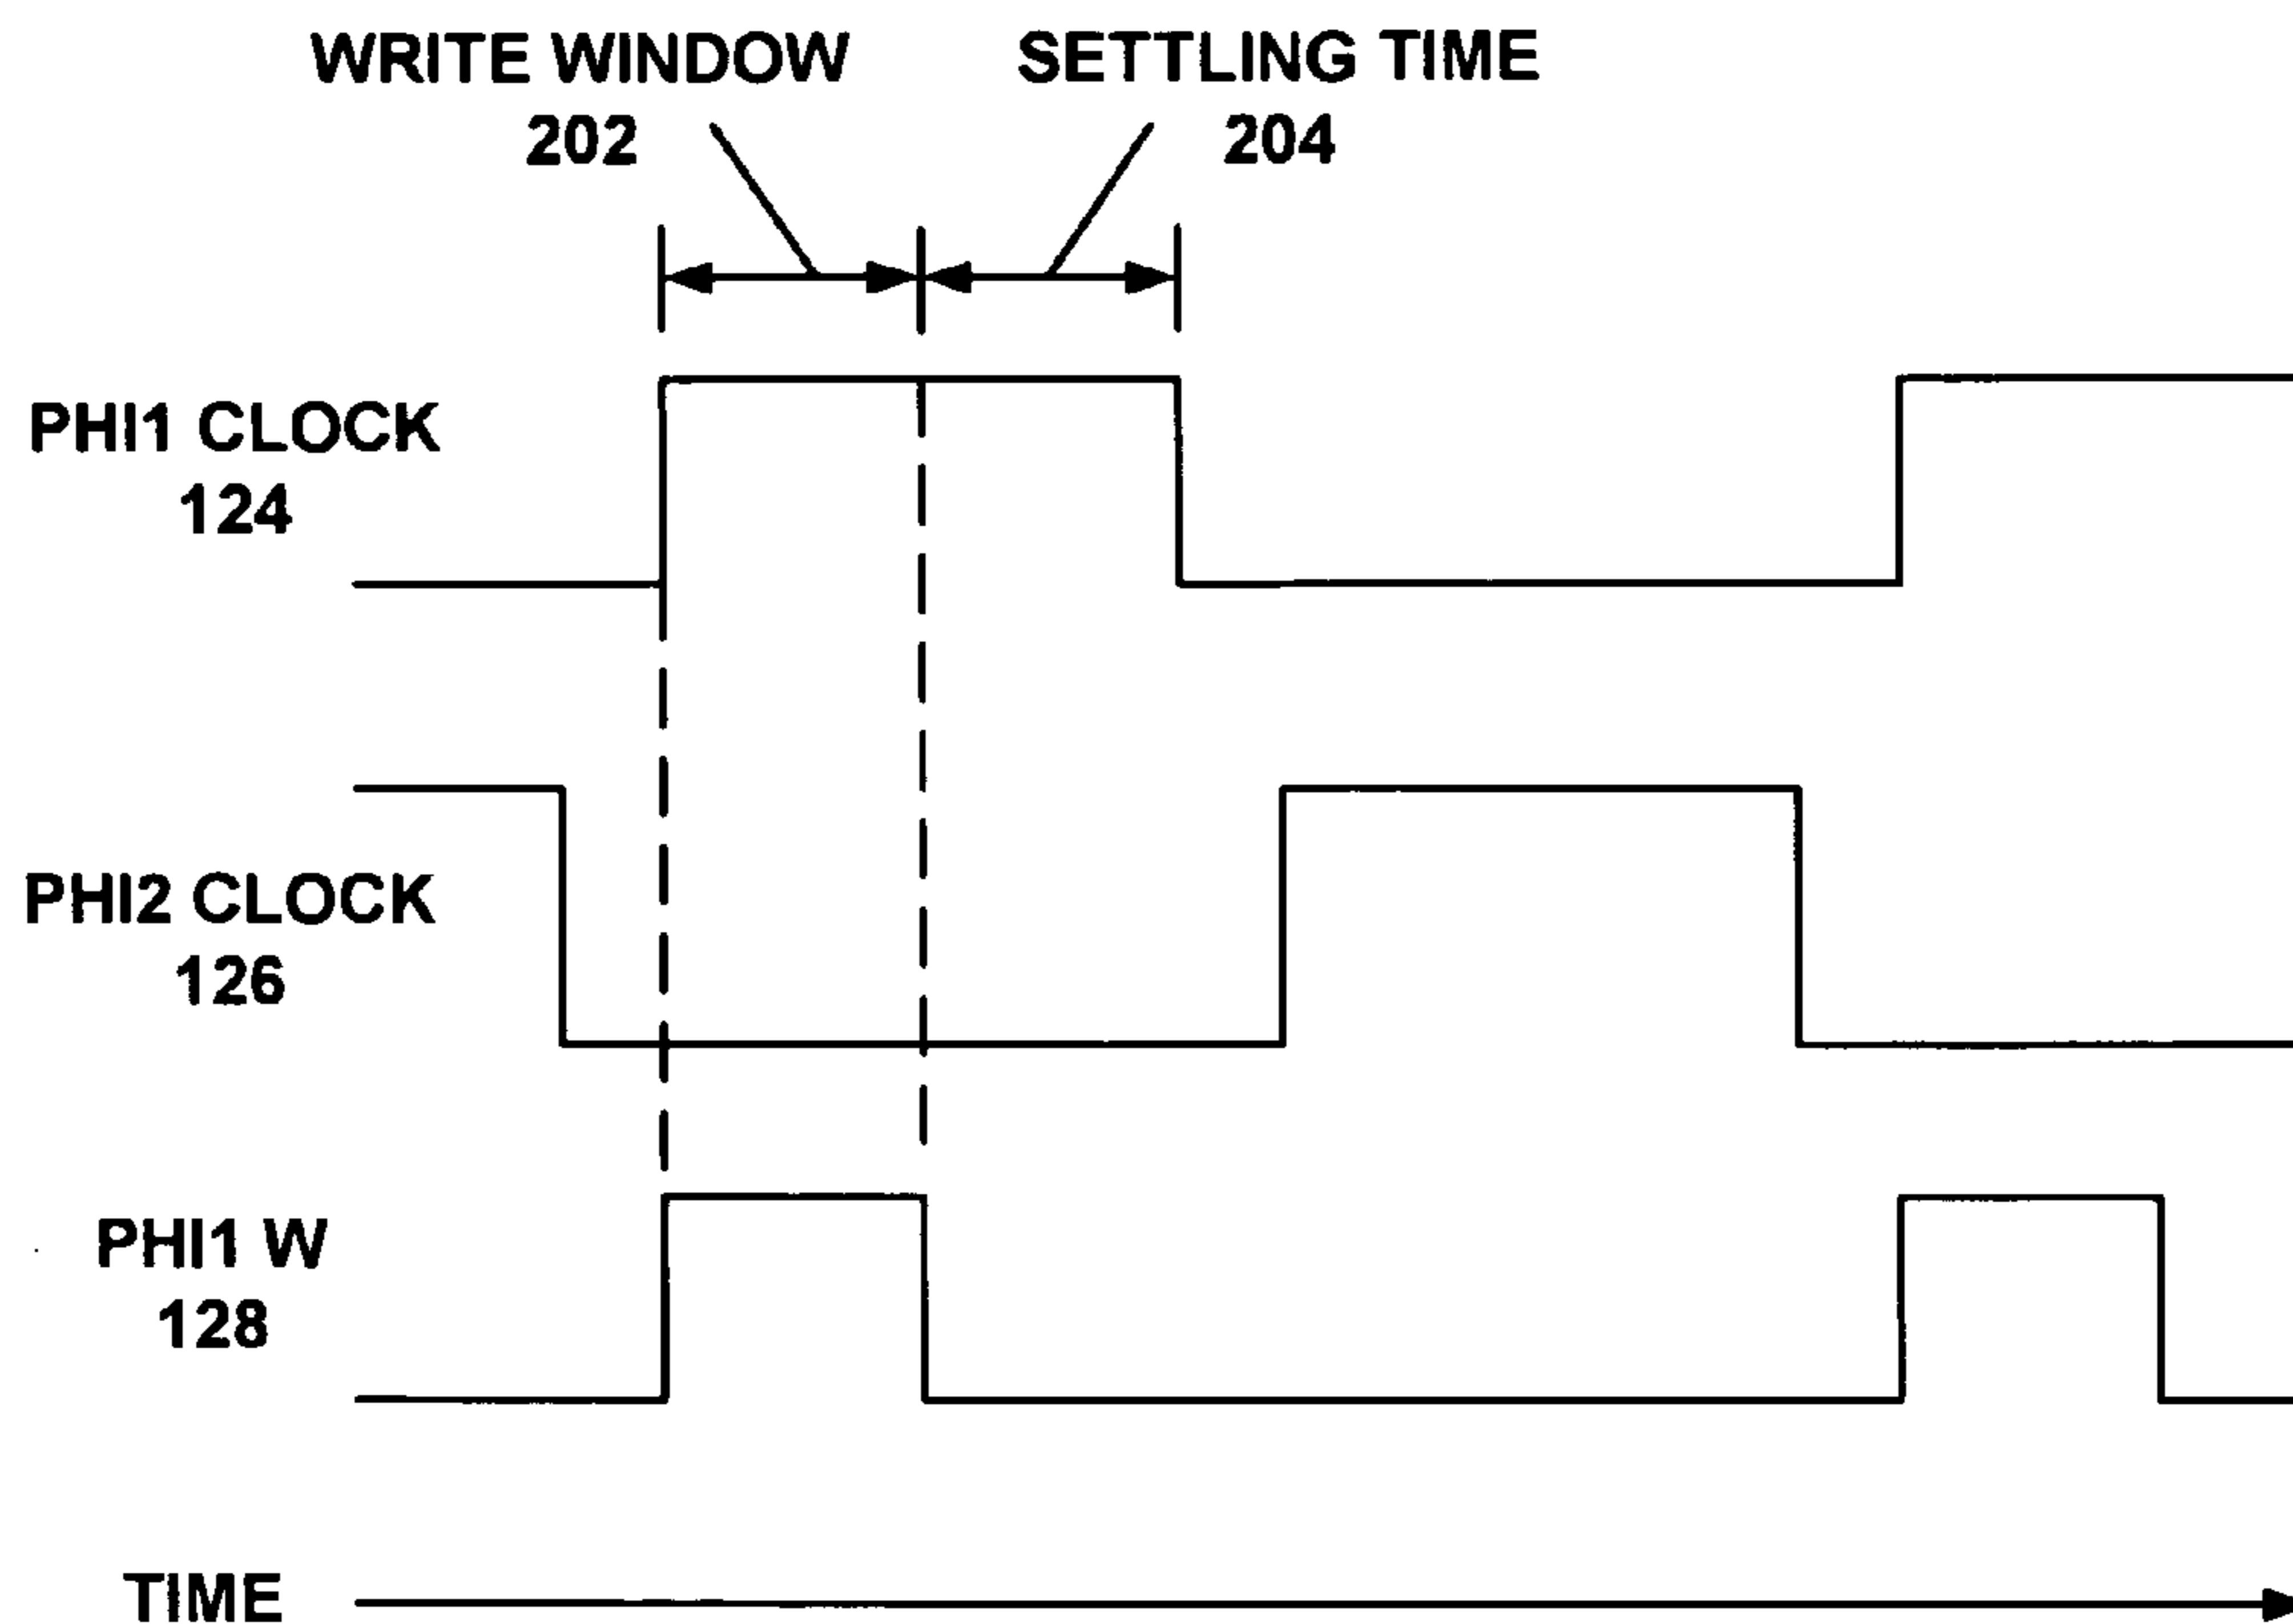 WRITE WINDOW
202
SETTLING TIME
204
PHI1 CLOCK
124
PHI2 CLOCK
126
PHI1 W
128
TIME